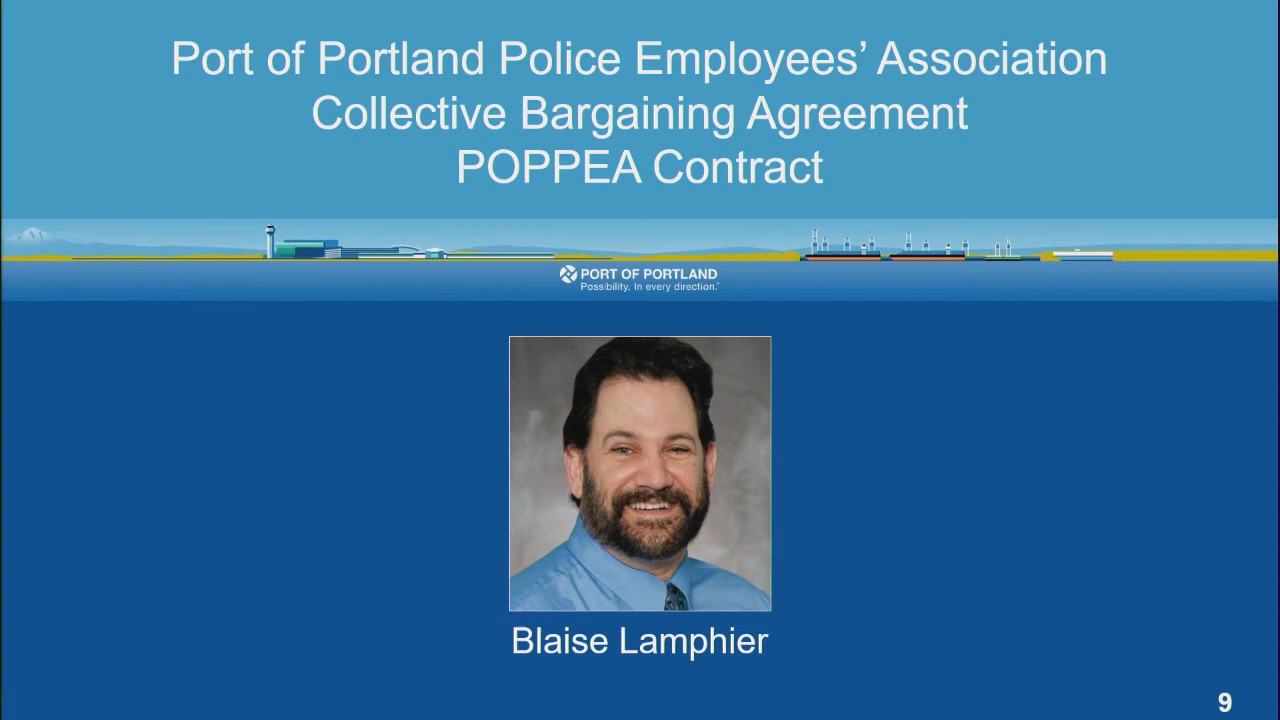 Port of Portland Police Employees’ Association
Collective Bargaining Agreement
POPPEA Contract
PORT OF PORTLAND
Possibility. In every direction.
Blaise Lamphier
9